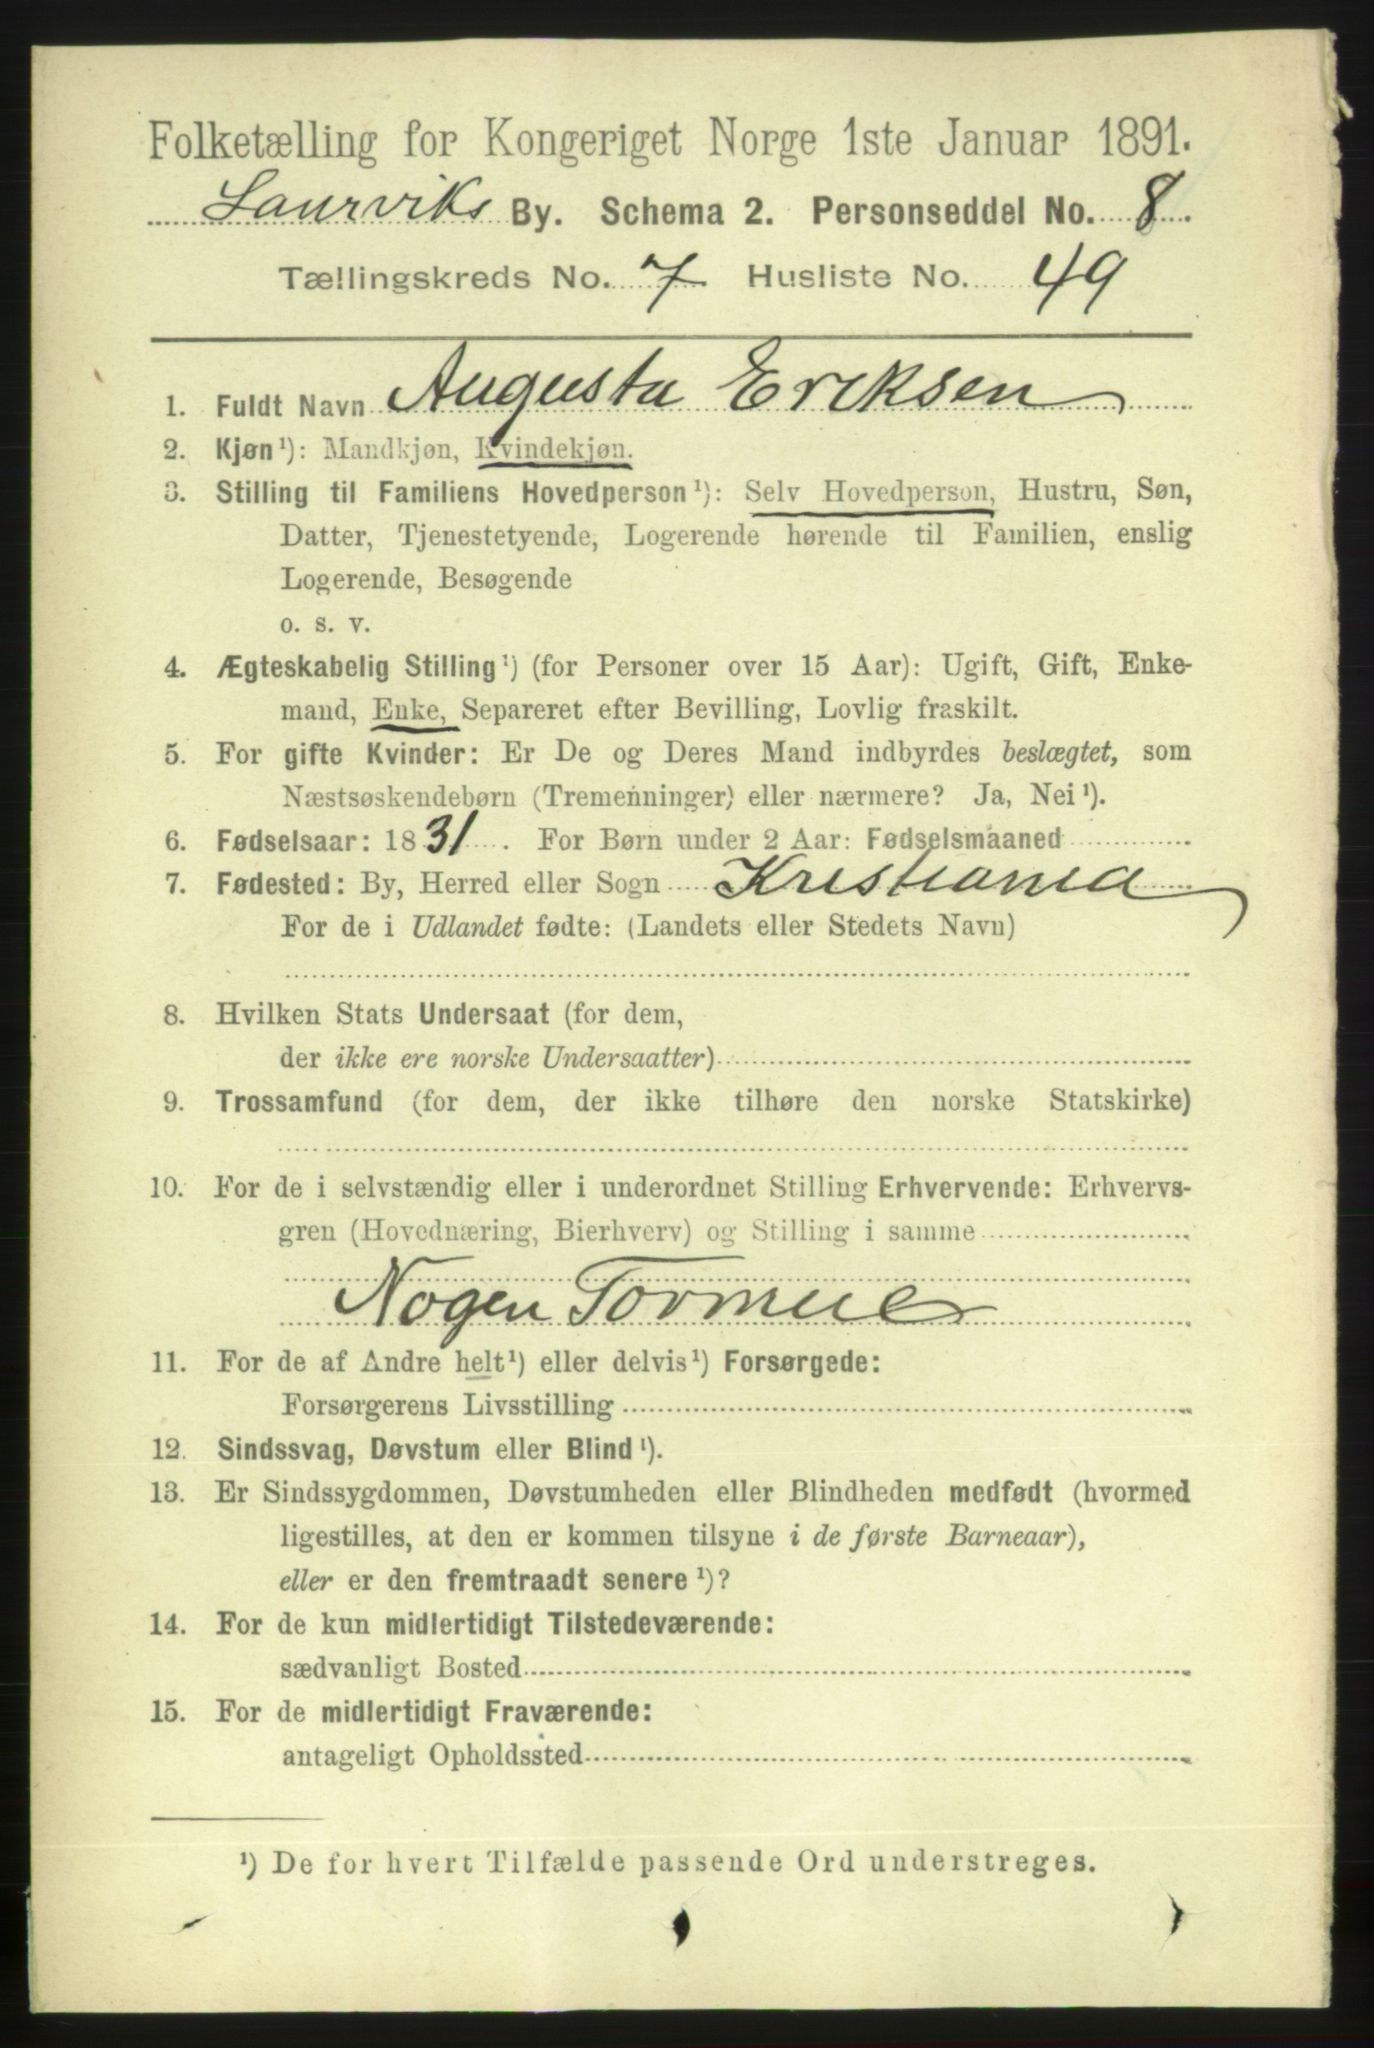 Folketælling for Kongeriget Norge 1ste Januar 1891.
Laurviks By. Schema 2. Personseddel No. 8.
Tællingskreds No. 7 Husliste No. 49
1. Fuldt Navn Augusta Eriksen
2. Kjøn¹): Mandkjøn, Kvindekjøn.
3. Stilling til Familiens Hovedperson¹): Selv Hovedperson, Hustru, Søn,
Datter, Tjenestetyende, Logerende hørende til Familien, enslig
Logerende, Besøgende
o. s. v.
4. Ægteskabelig Stilling¹) (for Personer over 15 Aar): Ugift, Gift, Enke-
mand, Enke, Separeret efter Bevilling, Lovlig fraskilt.
5. For gifte Kvinder: Er De og Deres Mand indbyrdes beslægtet, som
Næstsøskendebørn (Tremenninger) eller nærmere? Ja, Nei¹).
6. Fødselsaar: 1831. For Børn under 2 Aar: Fødselsmaaned
7. Fødested: By, Herred eller Sogn Kristiania
For de i Udlandet fødte: (Landets eller Stedets Navn)
8. Hvilken Stats Undersaat (for dem,
der ikke ere norske Undersaatter)
9. Trossamfund (for dem, der ikke tilhøre den norske Statskirke)
10. For de i selvstændig eller i underordnet Stilling Erhvervende: Erhvervs-
gren (Hovednæring, Bierhverv) og Stilling i samme
Nogen Formue
11. For de af Andre helt¹) eller delvis¹) Forsørgede:
Forsørgerens Livsstilling
12. Sindssvag, Døvstum eller Blind¹).
13. Er Sindssygdommen, Døvstumheden eller Blindheden medfødt (hvormed
ligestilles, at den er kommen tilsyne i de første Barneaar),
eller er den fremtraadt senere¹)?
14. For de kun midlertidigt Tilstedeværende:
sædvanligt Bosted
15. For de midlertidigt Fraværende:
antageligt Opholdssted
¹) De for hvert Tilfælde passende Ord understreges.